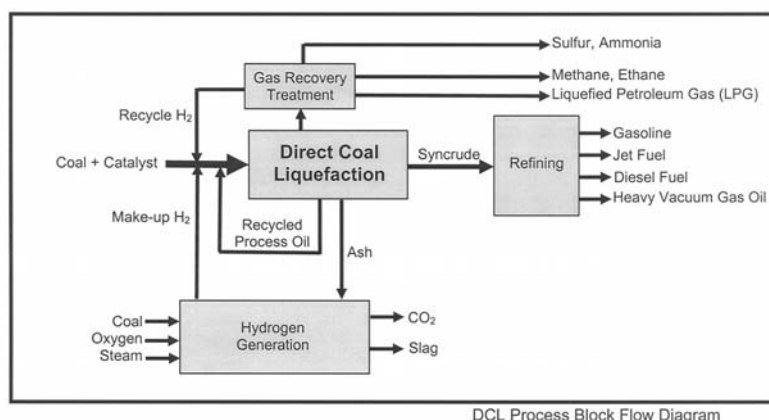 Sulfur, Ammonia
Gas Recovery
Treatment
Methane, Ethane
Liquefied Petroleum Gas (LPG)
Recycle H₂
Coal + Catalyst
Direct Coal
Liquefaction
Syncrude
Refining
Gasoline
Jet Fuel
Diesel Fuel
Heavy Vacuum Gas Oil
Make-up H₂
Recycled
Process Oil
Ash
Coal
Oxygen
Steam
Hydrogen
Generation
CO₂
Slag
DCL Process Block Flow Diagram